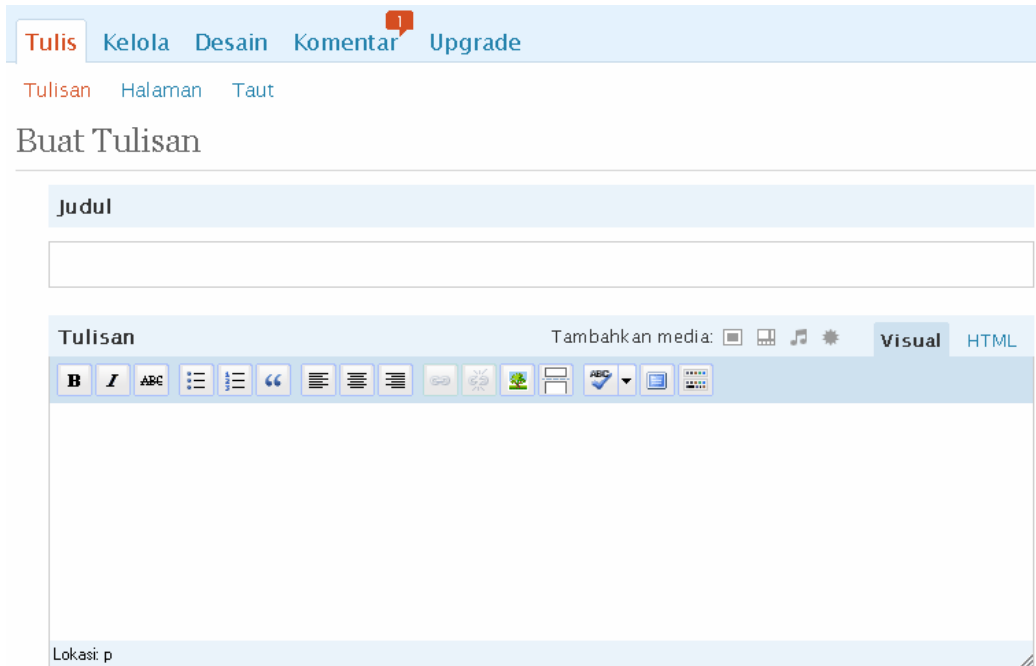 Tulis Kelola Desain Komentar 1 Upgrade
Tulisan Halaman Taut
Buat Tulisan
Judul
Tulisan Tambahkan media: Visual HTML
B I ABC ABC
Lokasi: p